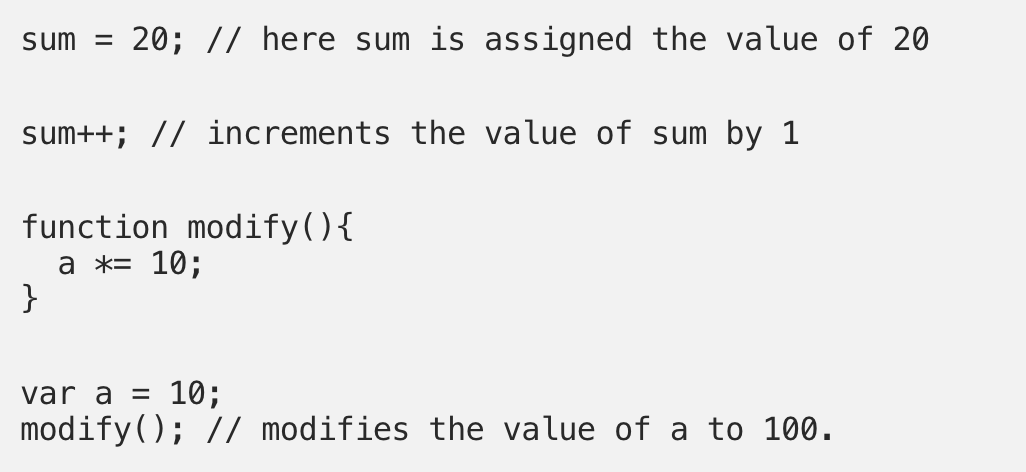 sum = 20; // here sum is assigned the value of 20
sum++; // increments the value of sum by 1
function modify(){
  a *= 10;
}
var a = 10;
modify(); // modifies the value of a to 100.